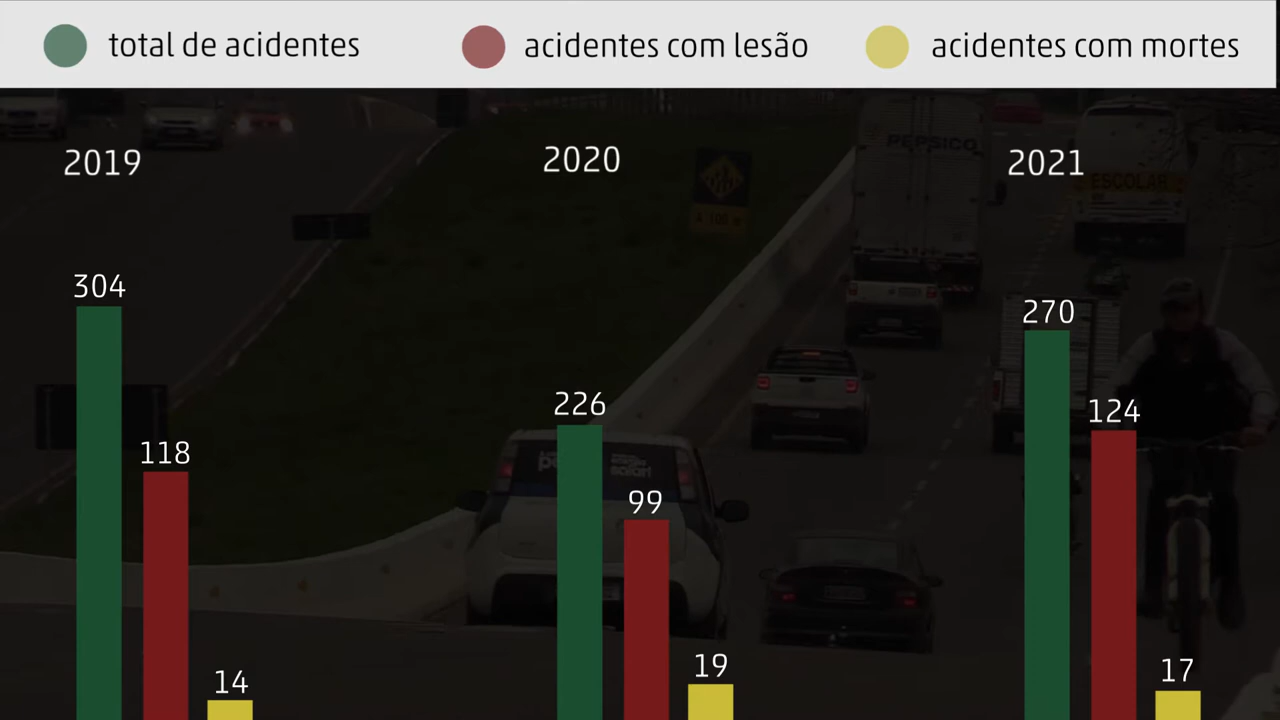 total de acidentes
acidentes com lesão
acidentes com mortes
2019
2020
2021
304
118
14
226
99
19
270
124
17
PEPSICO
ESCOLAR